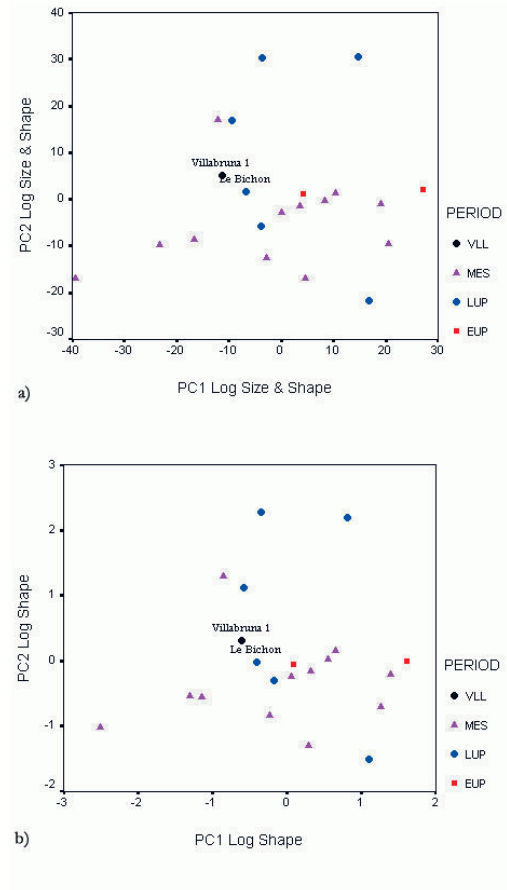 40
30
20
10
0
-10
-20
-30
PC2 Log Size & Shape
Villabruna 1
Le Bichon
PERIOD
VLL
MES
LUP
EUP
-40
-30
-20
-10
0
10
20
30
PC1 Log Size & Shape
a)
3
2
1
0
-1
-2
PC2 Log Shape
Villabruna 1
Le Bichon
PERIOD
VLL
MES
LUP
EUP
-3
-2
-1
0
1
2
PC1 Log Shape
b)